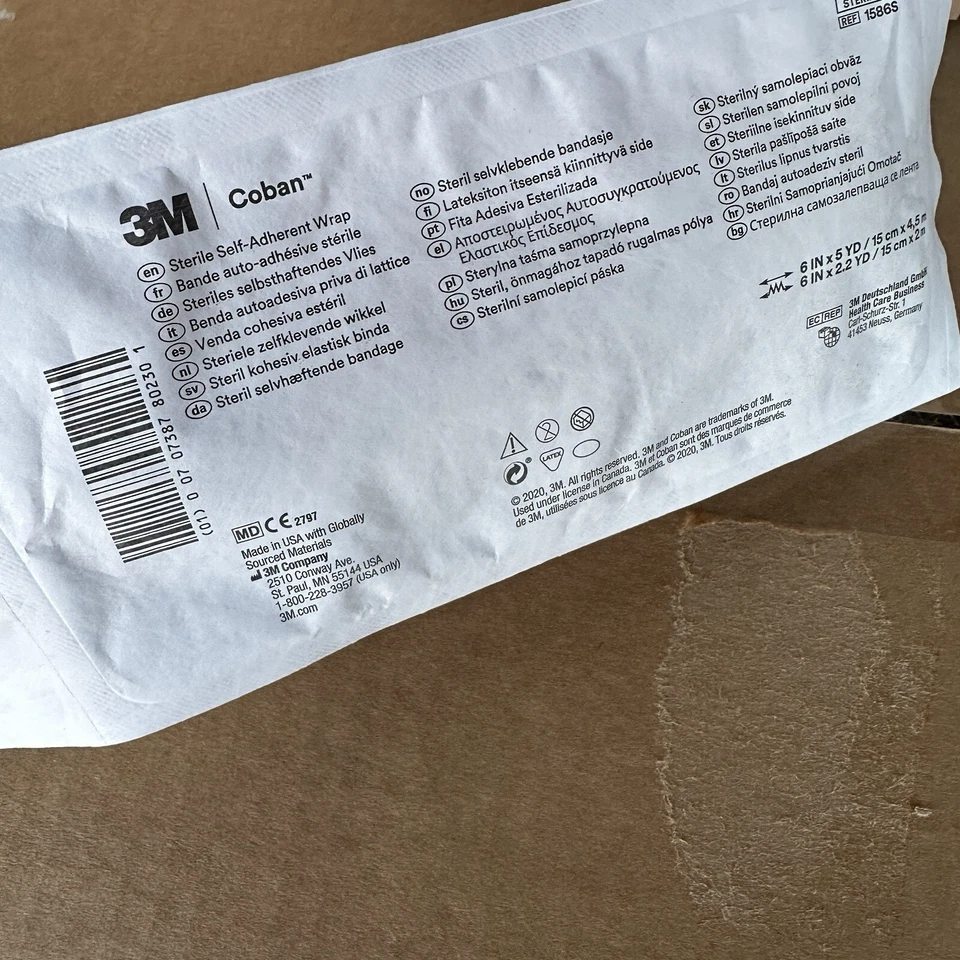 REF 1586S
3M | Coban™
en Sterile Self-Adherent Wrap
fr Bande auto-adhésive stérile
de Steriles selbsthaftendes Vlies
it Benda autoadesiva priva di lattice
es Venda cohesiva estéril
nl Steriele zelfklevende wikkel
sv Steril kohesiv elastisk binda
da Steril selvhæftende bandage
no Steril selvklebende bandasje
fi Lateksiton itseensä kiinnittyvä side
pt Fita Adesiva Esterilizada
el Αποστειρωμένος Αυτοσυγκρατούμενος
Ελαστικός Επίδεσμος
pl Sterylna taśma samoprzylepna
hu Steril, önmagához tapadó rugalmas pólya
cs Sterilní samolepicí páska
sk Sterilný samolepiaci obväz
sl Sterilen samolepilni povoj
et Steriilne isekinnituv side
lv Sterila pašlipošā saite
lt Sterilus lipnus tvarstis
ro Bandaj autoadeziv steril
hr Sterilni Samoprianjajući Omotač
bg Стерилна самозалепваща се лента
6 IN x 5 YD / 15 cm x 4,5 m
6 IN x 2.2 YD / 15 cm x 2 m
EC REP
3M Deutschland GmbH
Health Care Business
Carl-Schurz-Str. 1
41453 Neuss, Germany
(01) 0 07 07387 80230 1
2
LATEX
© 2020, 3M. All rights reserved. 3M and Coban are trademarks of 3M.
Used under license in Canada. 3M et Coban sont des marques de commerce
de 3M, utilisées sous licence au Canada. © 2020, 3M. Tous droits réservés.
MD CE 2797
Made in USA with Globally
Sourced Materials
3M Company
2510 Conway Ave.
St. Paul, MN 55144 USA
1-800-228-3957 (USA only)
3M.com